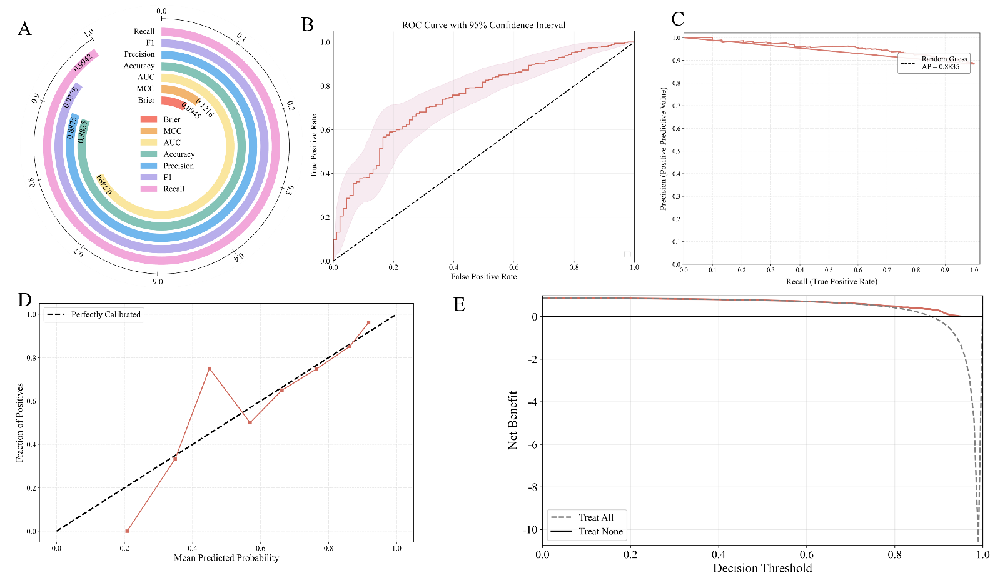 A
0.0
0.1
0.2
0.3
0.4
0.6
0.7
0.8
0.9
1.0
Recall
F1
Precision
Accuracy
AUC
MCC
Brier
0.9942
0.9378
0.8875
0.8835
0.7494
0.1216
0.0945
Brier
MCC
AUC
Accuracy
Precision
F1
Recall
B
ROC Curve with 95% Confidence Interval
True Positive Rate
1.0
0.8
0.6
0.4
0.2
0.0
0.0 0.2 0.4 0.6 0.8 1.0
False Positive Rate
C
Precision (Positive Predictive Value)
1.0
0.9
0.8
0.7
0.6
0.5
0.4
0.3
0.2
0.1
0.0
Random Guess
AP = 0.8835
0.0 0.1 0.2 0.3 0.4 0.5 0.6 0.7 0.8 0.9 1.0
Recall (True Positive Rate)
D
Perfectly Calibrated
Fraction of Positives
1.0
0.8
0.6
0.4
0.2
0.0
0.0 0.2 0.4 0.6 0.8 1.0
Mean Predicted Probability
E
Net Benefit
0
-2
-4
-6
-8
-10
Treat All
Treat None
0.0 0.2 0.4 0.6 0.8 1.0
Decision Threshold